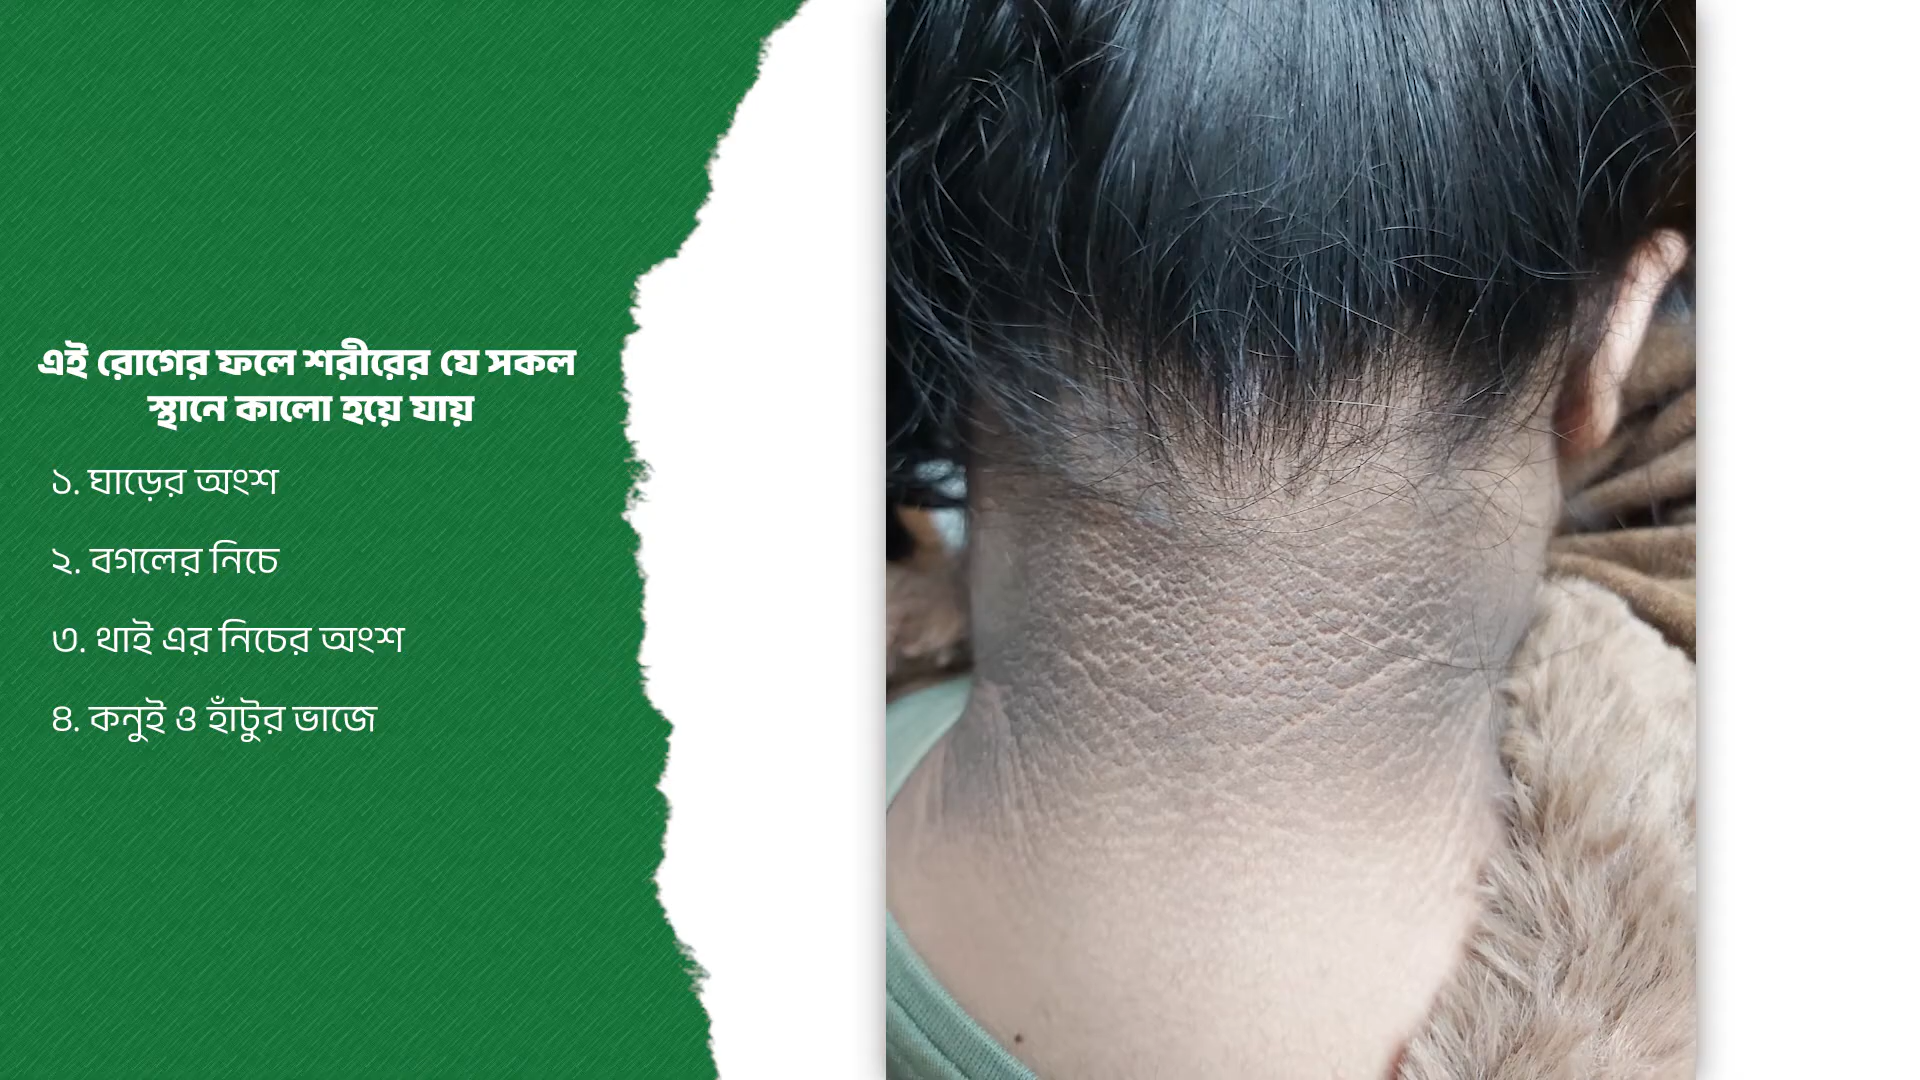 এই রোগের ফলে শরীরের যে সকল
স্থানে কালো হয়ে যায়
১. ঘাড়ের অংশ
২. বগলের নিচে
৩. থাই এর নিচের অংশ
৪. কনুই ও হাঁটুর ভাজে